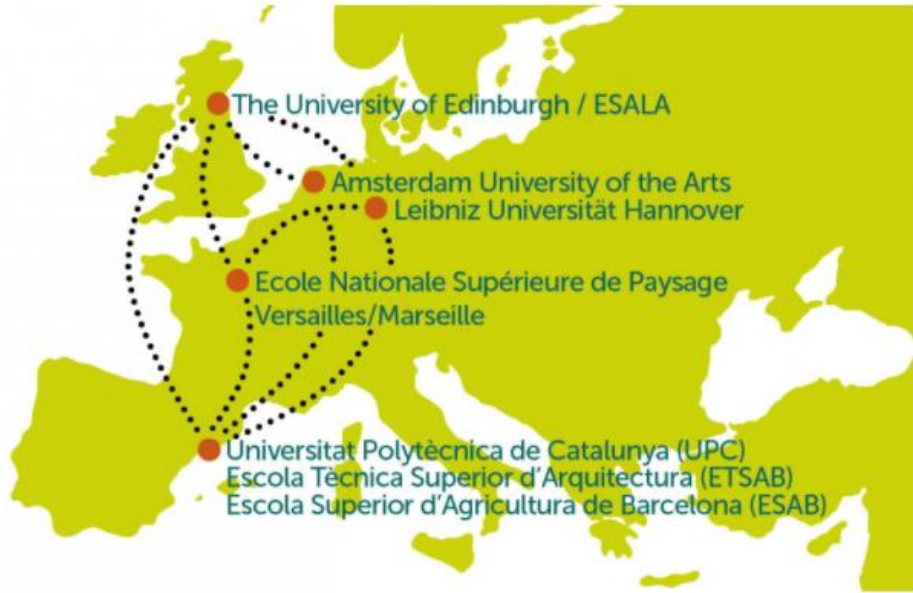 The University of Edinburgh / ESALA
Amsterdam University of the Arts
Leibniz Universität Hannover
Ecole Nationale Supérieure de Paysage
Versailles/Marseille
Universitat Polytècnica de Catalunya (UPC)
Escola Tècnica Superior d'Arquitectura (ETSAB)
Escola Superior d'Agricultura de Barcelona (ESAB)